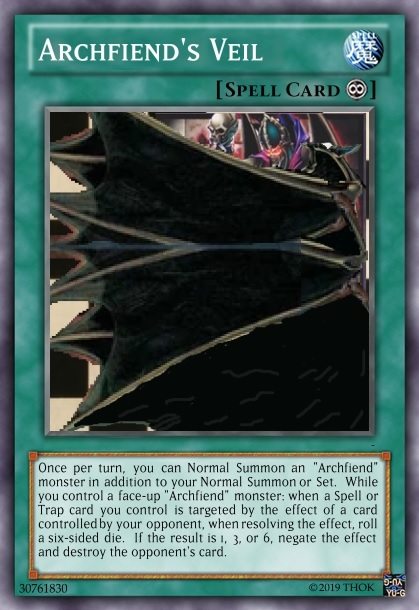 ARCHFIEND'S VEIL
魔
[SPELL CARD ]
Once per turn, you can Normal Summon an "Archfiend"
monster in addition to your Normal Summon or Set. While
you control a face-up "Archfiend" monster: when a Spell or
Trap card you control is targeted by the effect of a card
controlled by your opponent, when resolving the effect, roll
a six-sided die. If the result is 1, 3, or 6, negate the effect
and destroy the opponent's card.
30761830
©2019 THOK